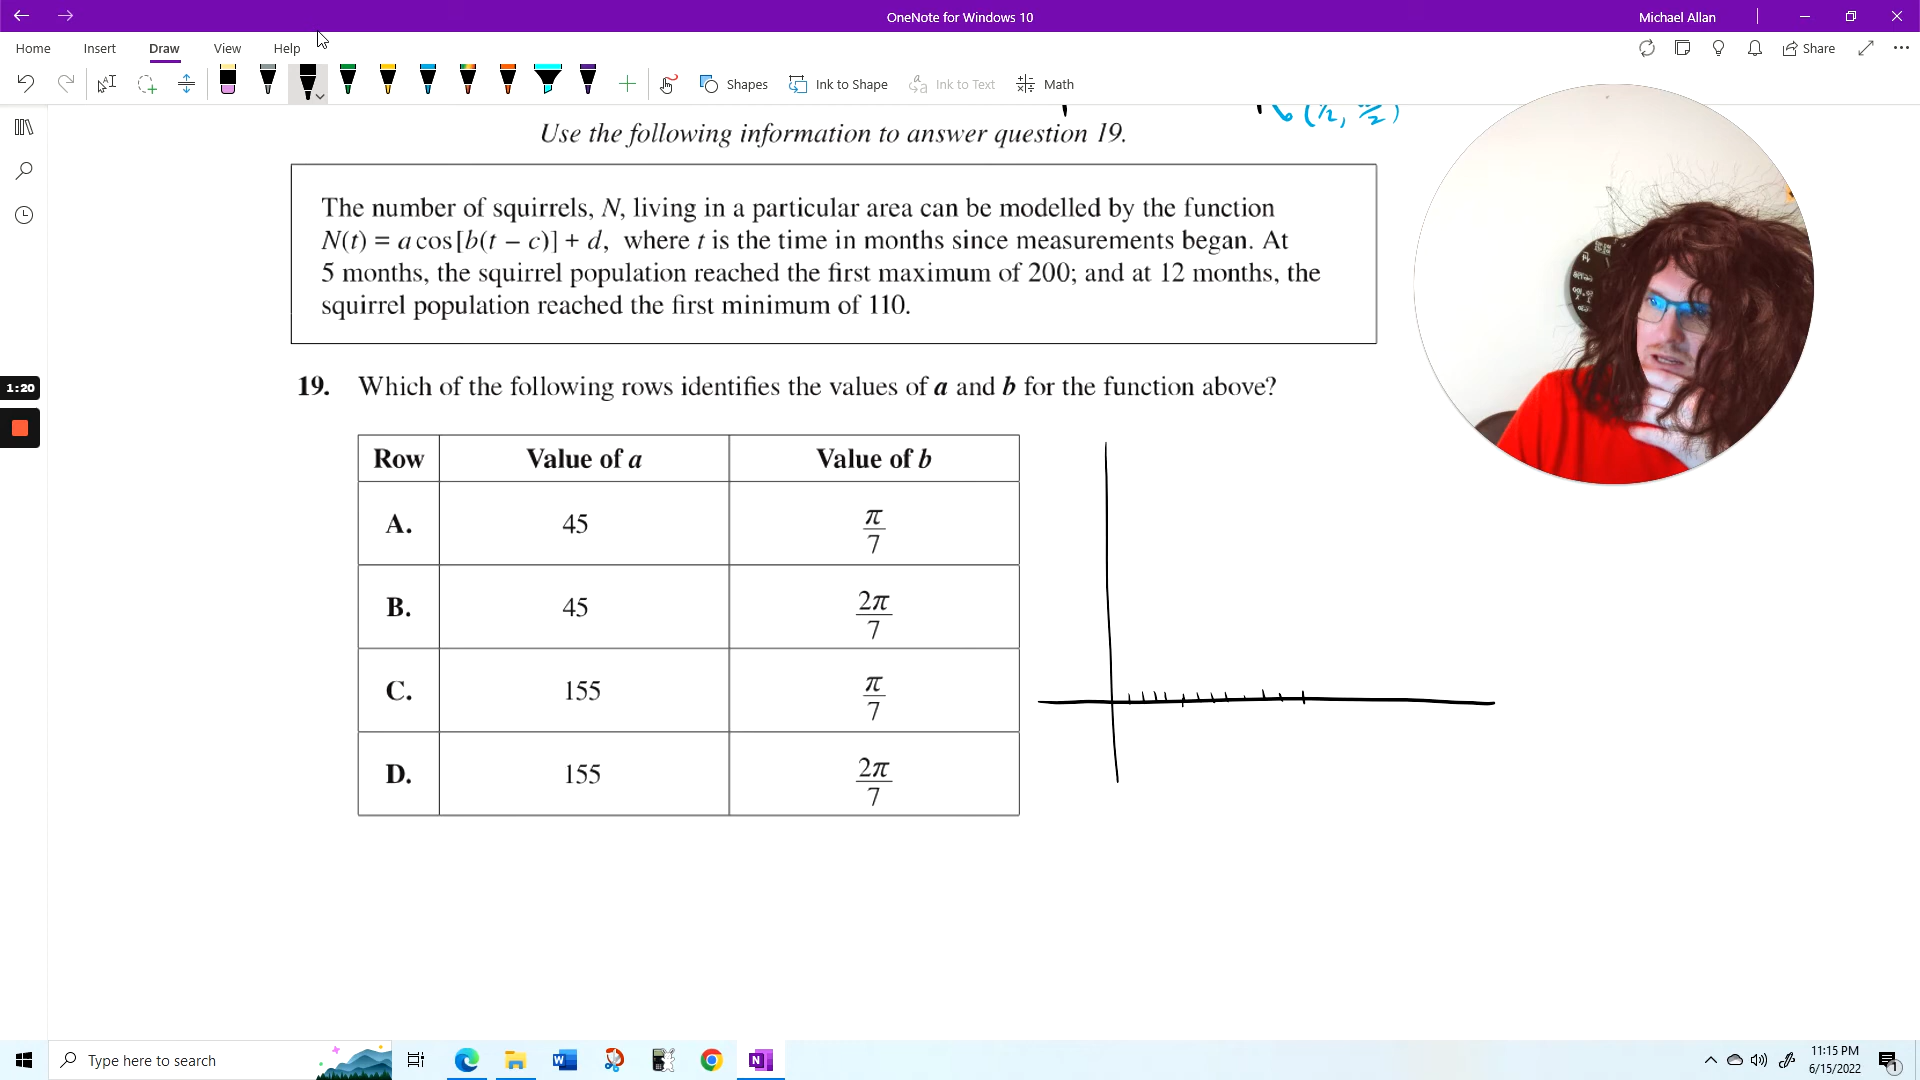 OneNote for Windows 10
Michael Allan
Home
Insert
Draw
View
Help
Share
Shapes
Ink to Shape
Ink to Text
Math
Use the following information to answer question 19.
The number of squirrels, N, living in a particular area can be modelled by the function
N(t) = a cos[b(t − c)] + d, where t is the time in months since measurements began. At
5 months, the squirrel population reached the first maximum of 200; and at 12 months, the
squirrel population reached the first minimum of 110.
1:20
19. Which of the following rows identifies the values of a and b for the function above?
Row Value of a Value of b
A. 45 π/7
B. 45 2π/7
C. 155 π/7
D. 155 2π/7
Type here to search
11:15 PM
6/15/2022
1